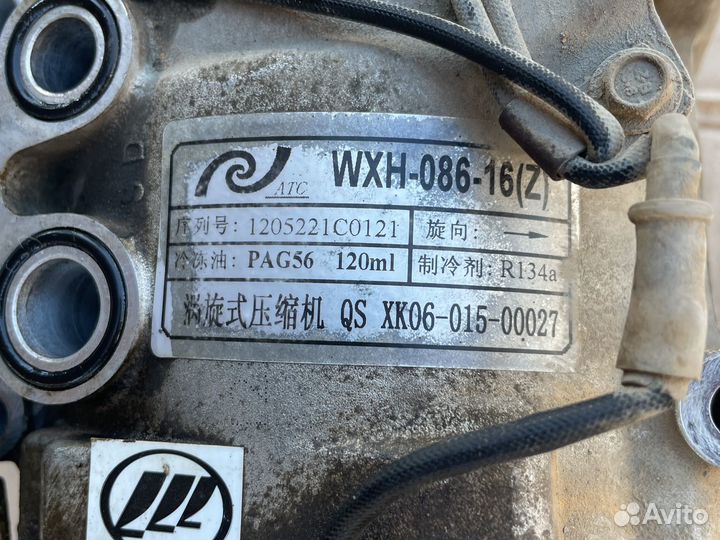 WXH-086-16(Z)
ATC
序列号: 1205221C0121 旋向:
冷冻油: PAG56 120ml 制冷剂: R134a
涡旋式压缩机 QS XK06-015-00027
Avito